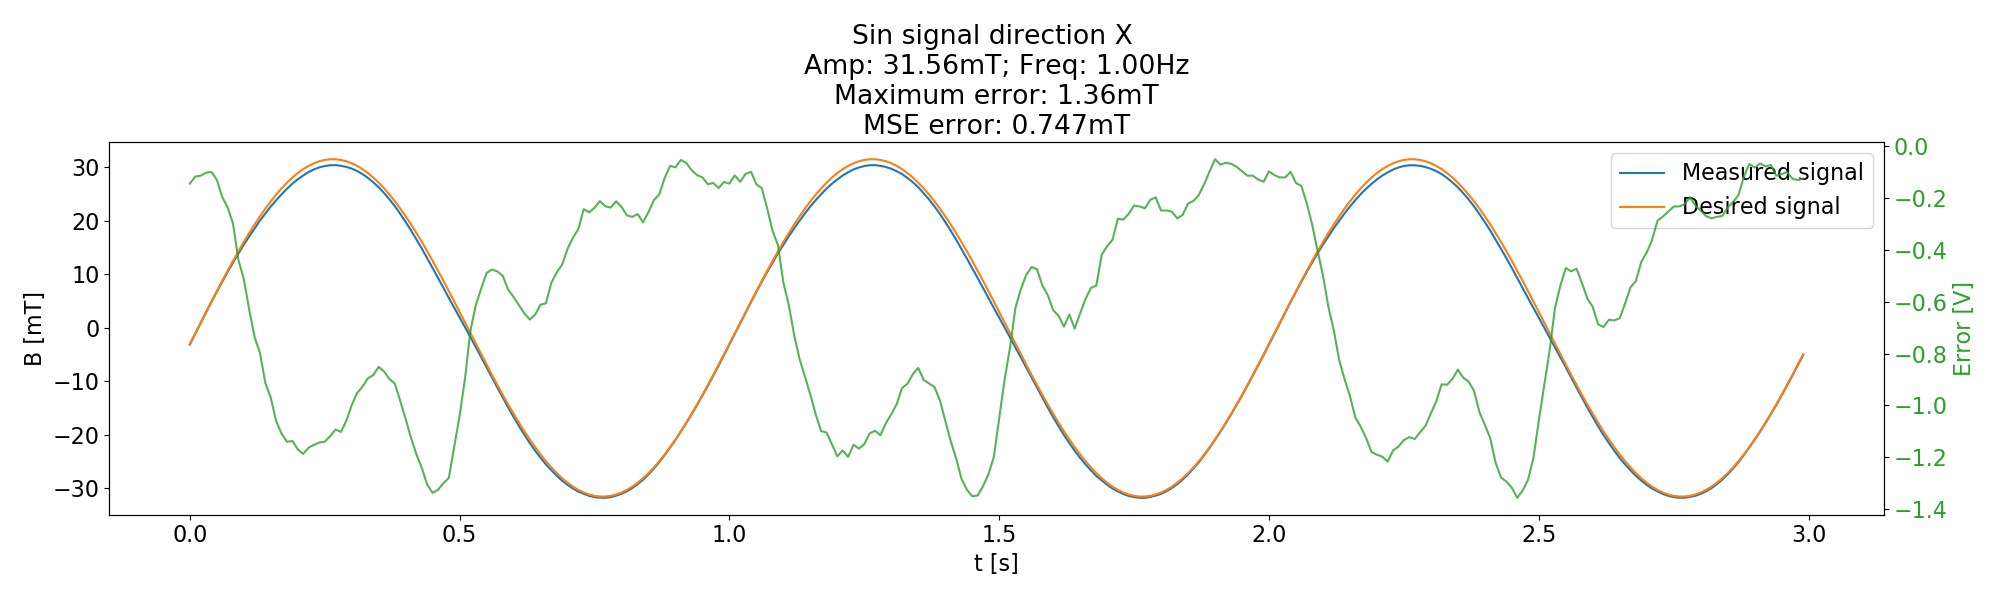 Sin signal direction X
Amp: 31.56mT; Freq: 1.00Hz
Maximum error: 1.36mT
MSE error: 0.747mT
B [mT]
30
20
10
0
−10
−20
−30
Measured signal
Desired signal
0.0
−0.2
−0.4
−0.6
−0.8
−1.0
−1.2
−1.4
Error [V]
0.0 0.5 1.0 1.5 2.0 2.5 3.0
t [s]